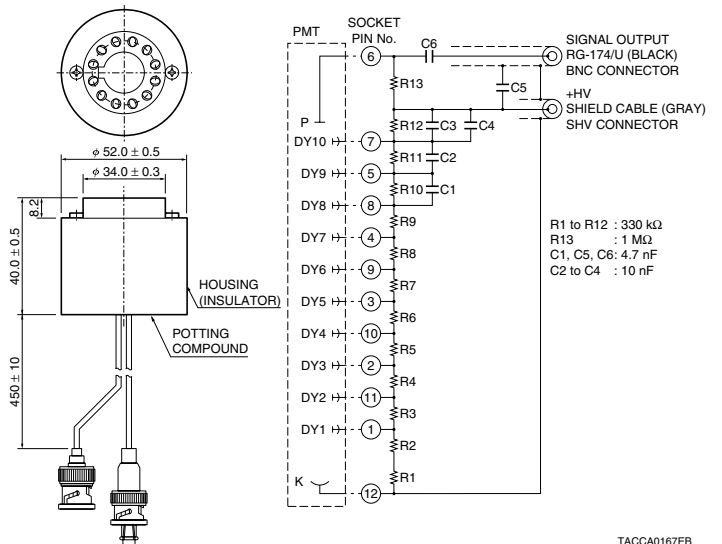 φ 52.0 ± 0.5
φ 34.0 ± 0.3
8.2
40.0 ± 0.5
450 ± 10
HOUSING
(INSULATOR)
POTTING
COMPOUND
PMT
SOCKET
PIN No.
SIGNAL OUTPUT
RG-174/U (BLACK)
BNC CONNECTOR
+HV
SHIELD CABLE (GRAY)
SHV CONNECTOR
6
C6
R13
C5
P
R12
C3
C4
DY10
7
R11
C2
DY9
5
R10
C1
DY8
8
R9
DY7
4
R8
DY6
9
R7
DY5
3
R6
DY4
10
R5
DY3
2
R4
DY2
11
R3
DY1
1
R2
R1
K
12
R1 to R12 : 330 kΩ
R13 : 1 MΩ
C1, C5, C6: 4.7 nF
C2 to C4 : 10 nF
TACCA0167EB